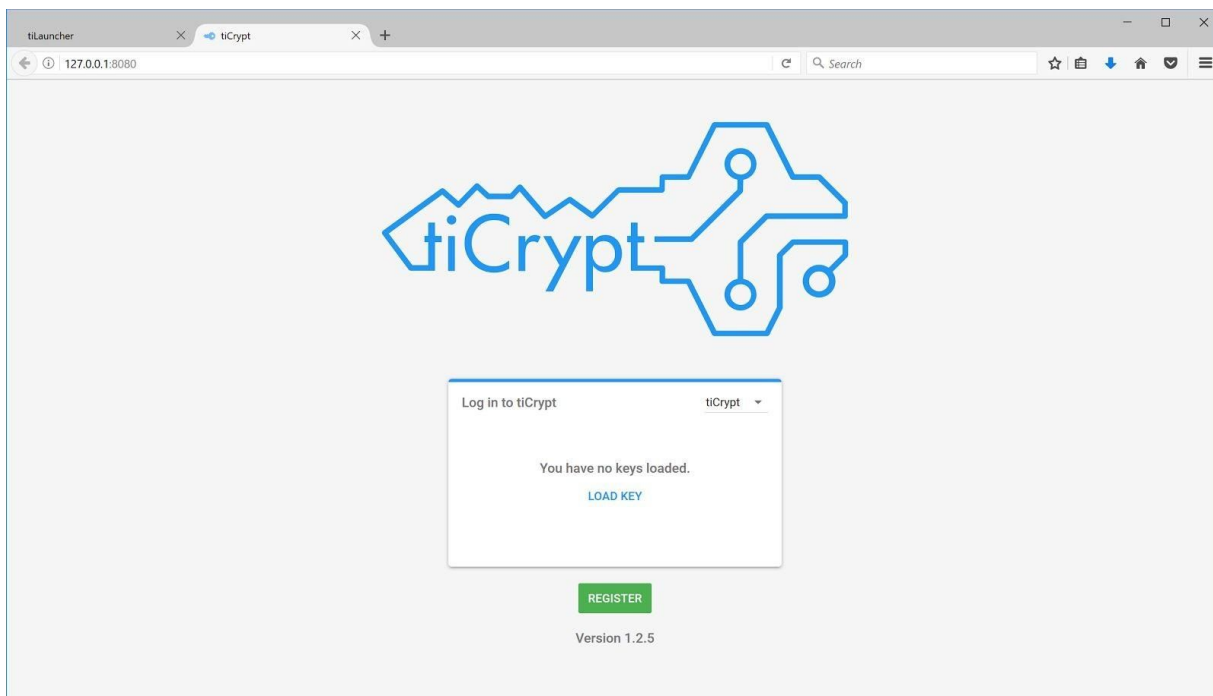 tiLauncher
tiCrypt
127.0.0.1:8080
Search
tiCrypt
Log in to tiCrypt
tiCrypt
You have no keys loaded.
LOAD KEY
REGISTER
Version 1.2.5